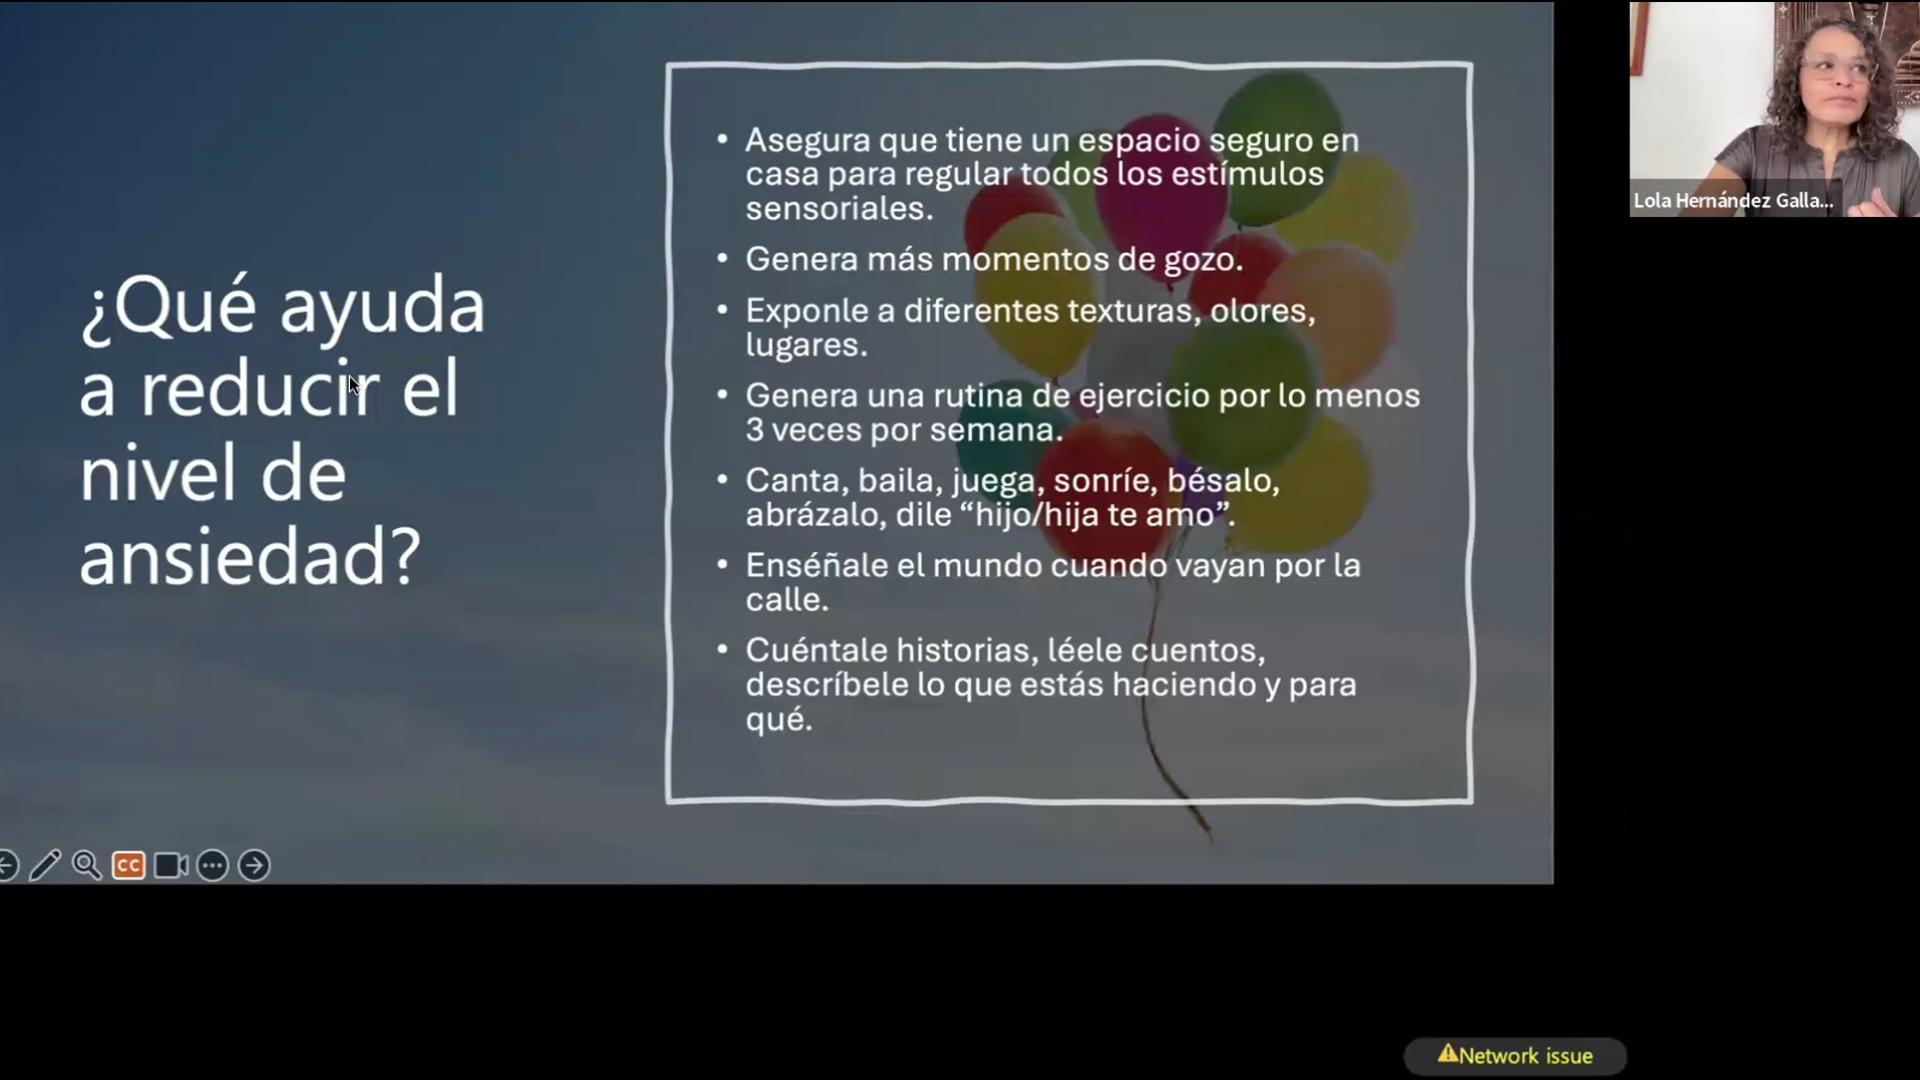 ¿Qué ayuda
a reducir el
nivel de
ansiedad?
• Asegura que tiene un espacio seguro en
casa para regular todos los estímulos
sensoriales.
• Genera más momentos de gozo.
• Exponle a diferentes texturas, olores,
lugares.
• Genera una rutina de ejercicio por lo menos
3 veces por semana.
• Canta, baila, juega, sonríe, bésalo,
abrázalo, dile “hijo/hija te amo”.
• Enséñale el mundo cuando vayan por la
calle.
• Cuéntale historias, léele cuentos,
descríbele lo que estás haciendo y para
qué.
Lola Hernández Galla...
CC
Network issue